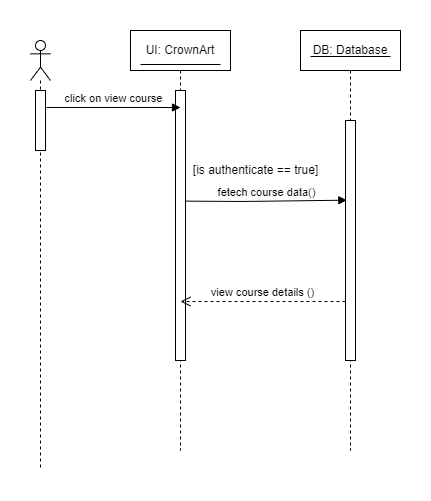 UI: CrownArt
DB: Database
click on view course
[is authenticate == true]
fetech course data()
view course details ()